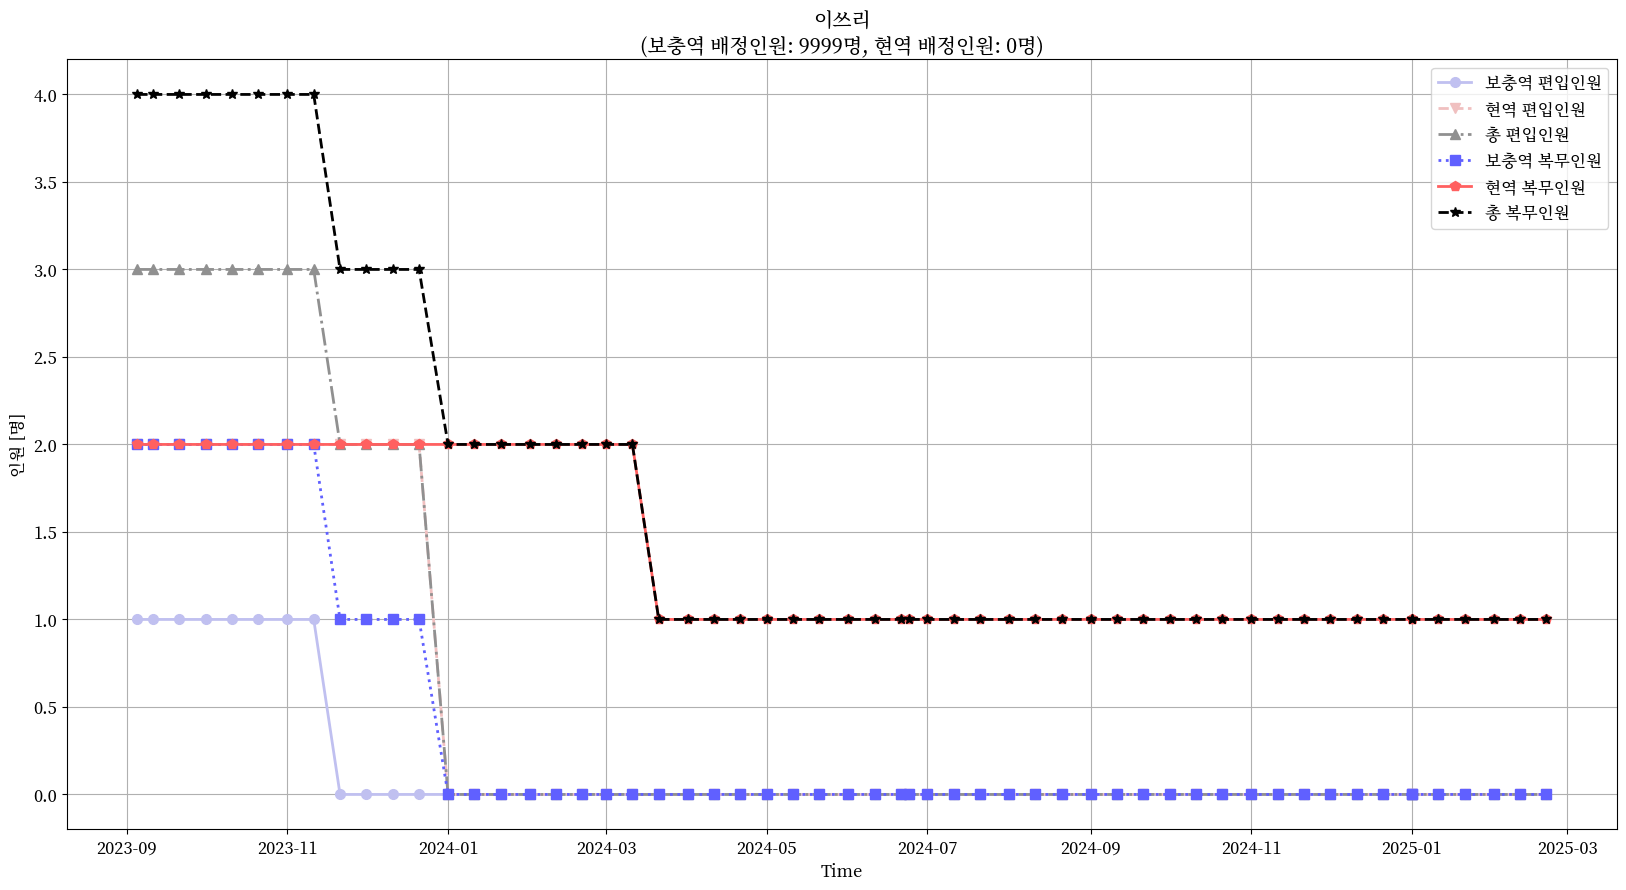 이쓰리
(보충역 배정인원: 9999명, 현역 배정인원: 0명)
보충역 편입인원
현역 편입인원
총 편입인원
보충역 복무인원
현역 복무인원
총 복무인원
4.0
3.5
3.0
2.5
2.0
1.5
1.0
0.5
0.0
인원 [명]
2023-09
2023-11
2024-01
2024-03
2024-05
2024-07
2024-09
2024-11
2025-01
2025-03
Time